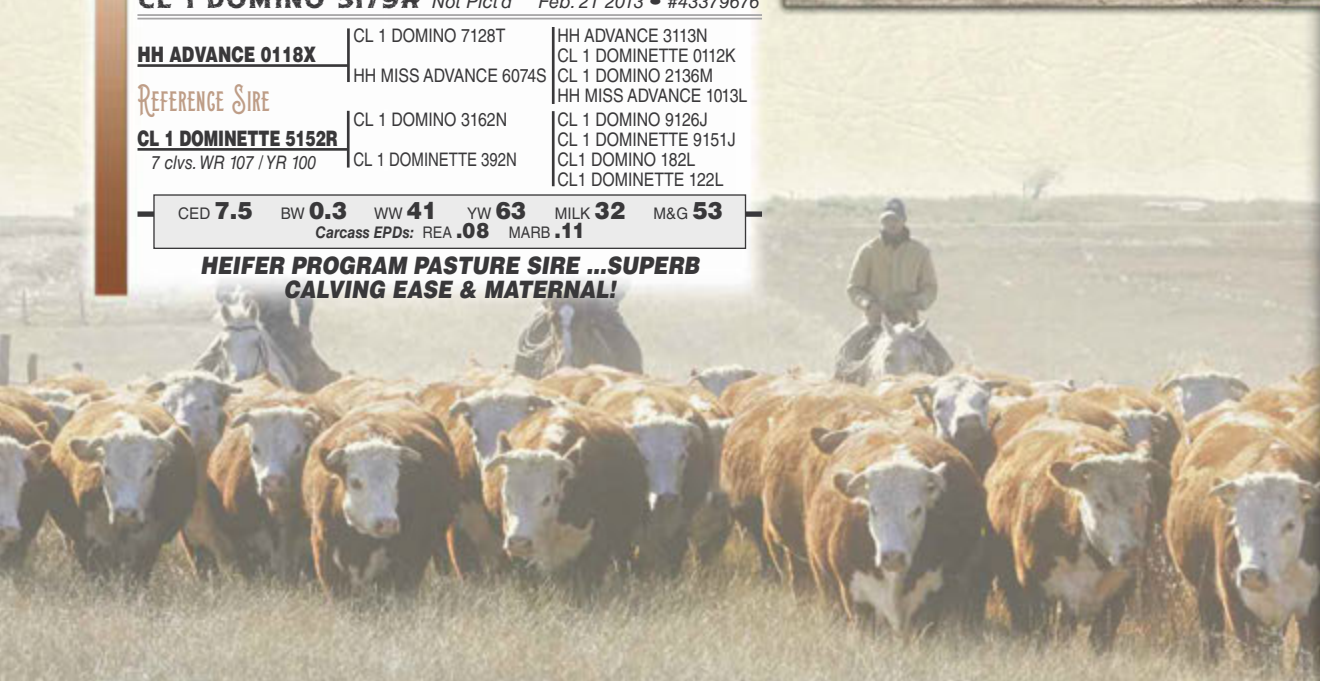 CL 1 DOMINO Not Pict'd Feb. 21 2013 • #43379676
HH ADVANCE 0118X
Reference Sire
CL 1 DOMINETTE 5152R
7 clvs. WR 107 / YR 100
CL 1 DOMINO 7128T
HH MISS ADVANCE 6074S
CL 1 DOMINO 3162N
CL 1 DOMINETTE 392N
HH ADVANCE 3113N
CL 1 DOMINETTE 0112K
CL 1 DOMINO 2136M
HH MISS ADVANCE 1013L
CL 1 DOMINO 9126J
CL 1 DOMINETTE 9151J
CL1 DOMINO 182L
CL1 DOMINETTE 122L
CED 7.5 BW 0.3 WW 41 YW 63 MILK 32 M&G 53
Carcass EPDs: REA .08 MARB .11
HEIFER PROGRAM PASTURE SIRE ...SUPERB
CALVING EASE & MATERNAL!